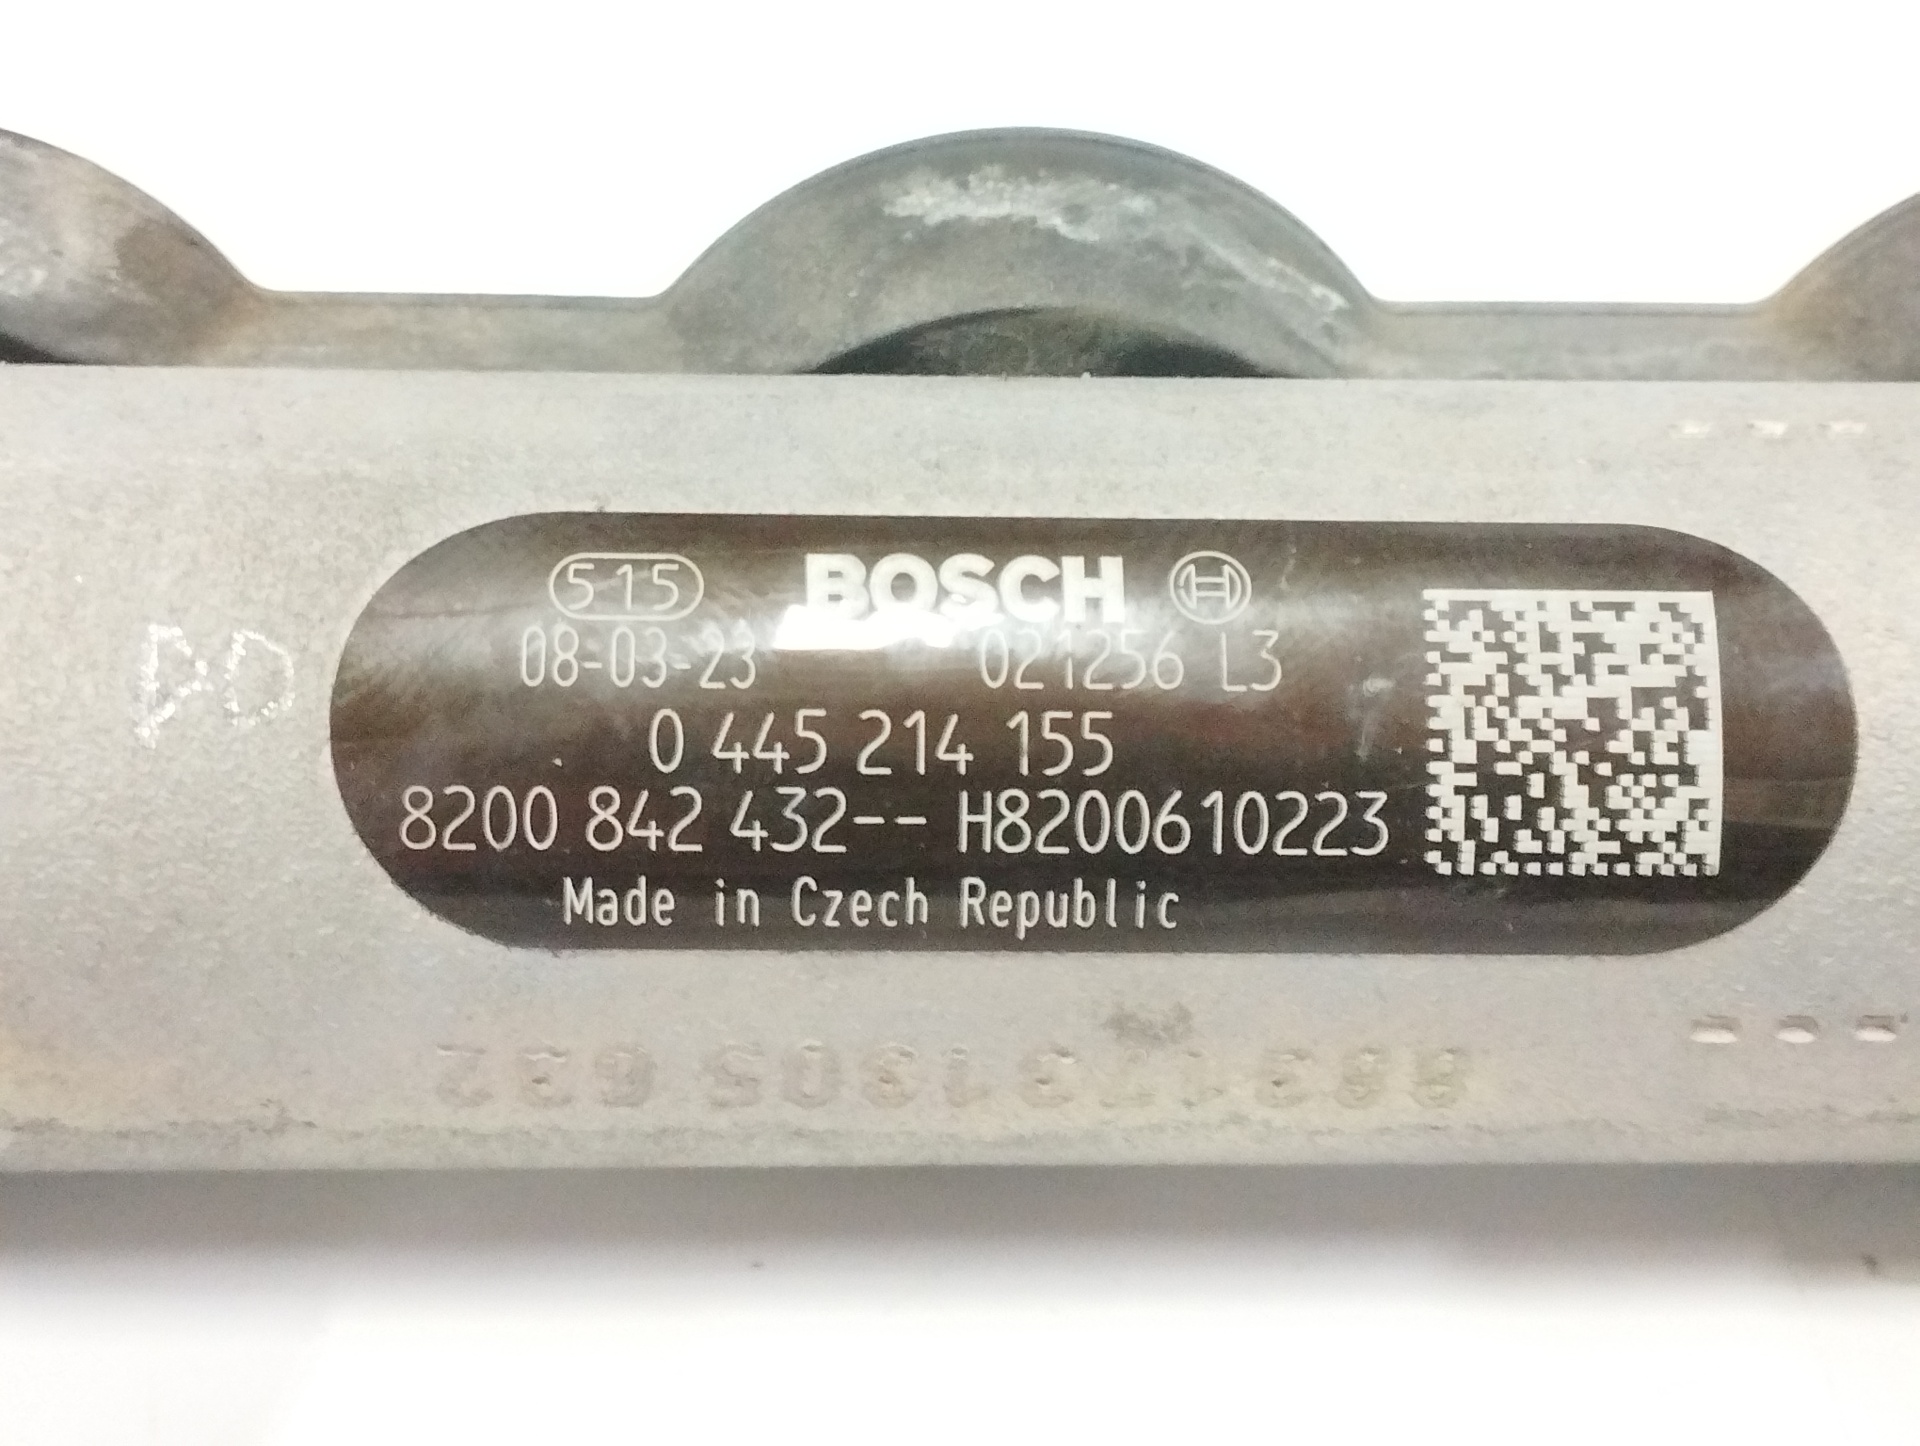 515 BOSCH
08-03-23 021256 L3
0 445 214 155
8200 842 432-- H8200610223
Made in Czech Republic